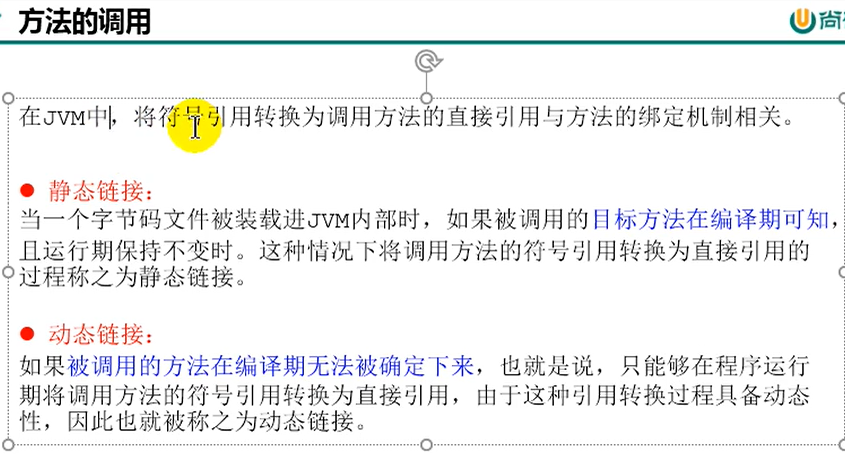 方法的调用
尚
在JVM中，将符号引用转换为调用方法的直接引用与方法的绑定机制相关。
静态链接：
当一个字节码文件被装载进JVM内部时，如果被调用的目标方法在编译期可知，
且运行期保持不变时。这种情况下将调用方法的符号引用转换为直接引用的
过程称之为静态链接。
动态链接：
如果被调用的方法在编译期无法被确定下来，也就是说，只能够在程序运行
期将调用方法的符号引用转换为直接引用，由于这种引用转换过程具备动态
性，因此也就被称之为动态链接。